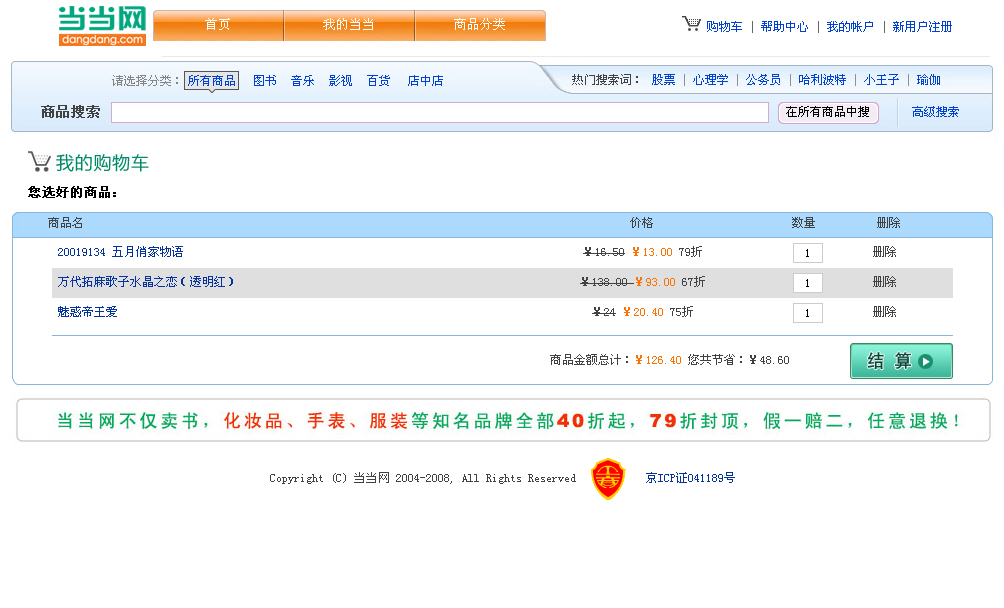 当当网
dangdang.com
首页 我的当当 商品分类
购物车 | 帮助中心 | 我的帐户 | 新用户注册
请选择分类： 所有商品 图书 音乐 影视 百货 店中店
热门搜索词： 股票 | 心理学 | 公务员 | 哈利波特 | 小王子 | 瑜伽
商品搜索 在所有商品中搜 高级搜索
我的购物车
您选好的商品：
商品名 价格 数量 删除
20019134 五月俏家物语 ￥16.50 ￥13.00 79折 1 删除
万代拓麻歌子水晶之恋（透明红） ￥138.00 ￥93.00 67折 1 删除
魅惑帝王爱 ￥24 ￥20.40 75折 1 删除
商品金额总计：￥126.40 您共节省：￥48.60 结 算
当当网不仅卖书，化妆品、手表、服装等知名品牌全部40折起，79折封顶，假一赔二，任意退换！
Copyright (C) 当当网 2004-2008, All Rights Reserved 京ICP证041189号